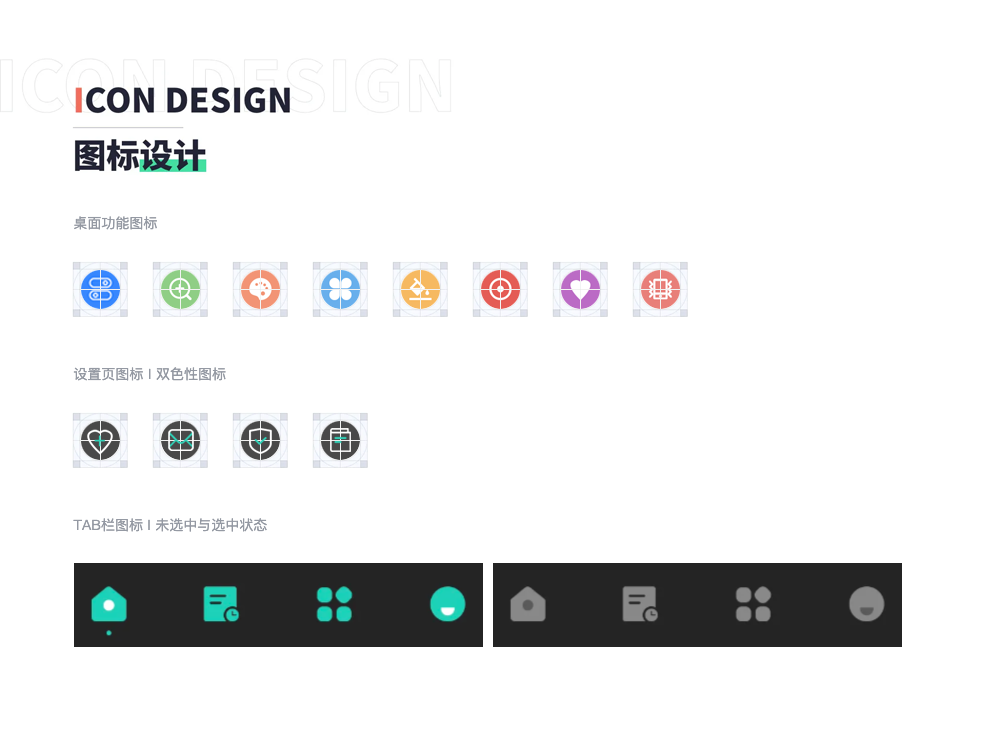 ICON DESIGN
ICON DESIGN
图标设计
桌面功能图标
设置页图标 | 双色性图标
TAB栏图标 | 未选中与选中状态